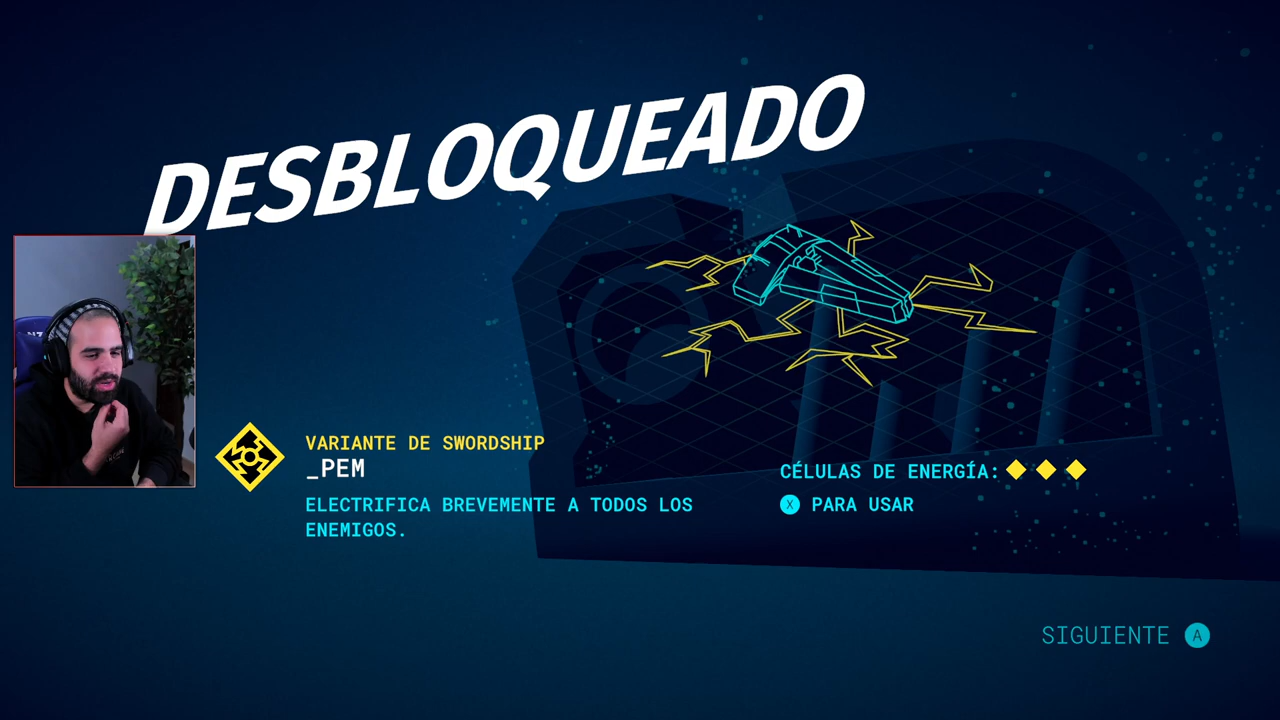 DESBLOQUEADO
VARIANTE DE SWORDSHIP
_PEM
ELECTRIFICA BREVEMENTE A TODOS LOS
ENEMIGOS.
CÉLULAS DE ENERGÍA:
X PARA USAR
SIGUIENTE A